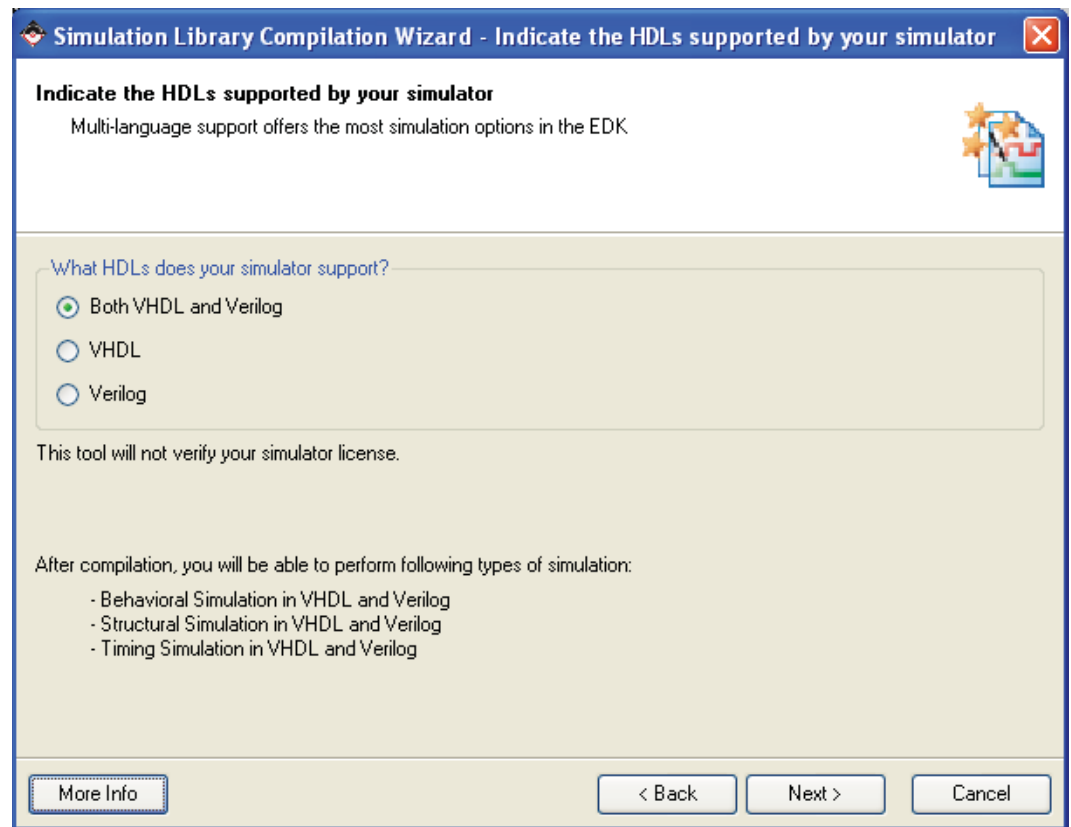 Simulation Library Compilation Wizard - Indicate the HDLs supported by your simulator
Indicate the HDLs supported by your simulator
Multi-language support offers the most simulation options in the EDK
What HDLs does your simulator support?
Both VHDL and Verilog
VHDL
Verilog
This tool will not verify your simulator license.
After compilation, you will be able to perform following types of simulation:
- Behavioral Simulation in VHDL and Verilog
- Structural Simulation in VHDL and Verilog
- Timing Simulation in VHDL and Verilog
More Info < Back Next > Cancel